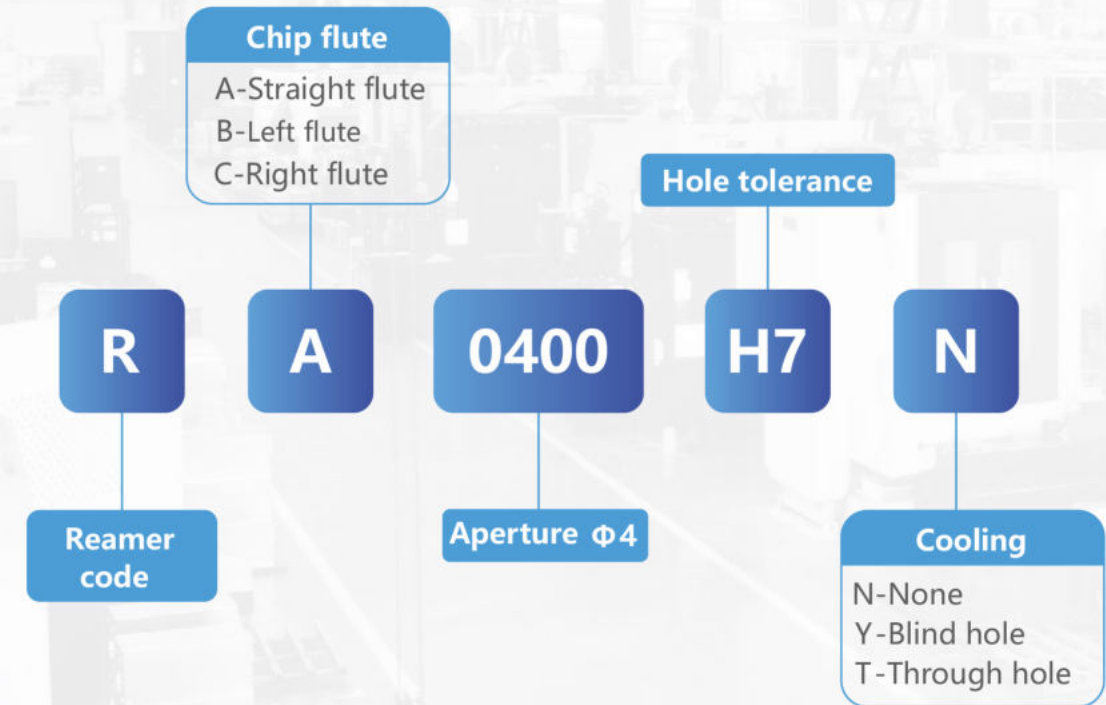 Chip flute
A-Straight flute
B-Left flute
C-Right flute
Hole tolerance
R
A
0400
H7
N
Reamer
code
Aperture Φ4
Cooling
N-None
Y-Blind hole
T-Through hole